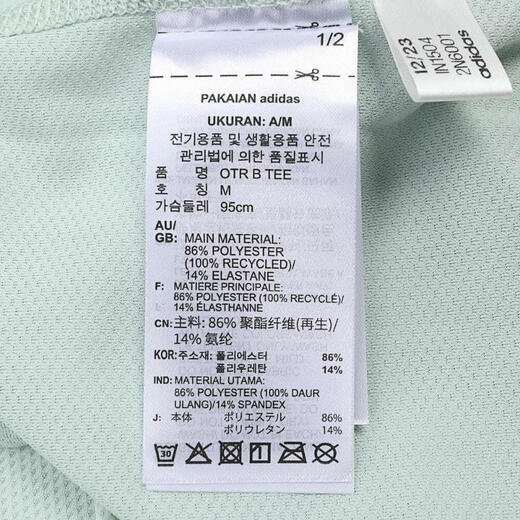 1/2
12/23
IN1504
2N6001
adidas
PAKAIAN adidas
UKURAN: A/M
전기용품 및 생활용품 안전
관리법에 의한 품질표시
품 명 OTR B TEE
호 칭 M
가슴둘레 95cm
AU/
GB: MAIN MATERIAL:
86% POLYESTER
(100% RECYCLED)/
14% ELASTANE
F: MATIERE PRINCIPALE:
86% POLYESTER (100% RECYCLÉ)/
14% ÉLASTHANNE
CN: 主料: 86% 聚酯纤维(再生)/
14% 氨纶
KOR: 주소재: 폴리에스터 86%
폴리우레탄 14%
IND: MATERIAL UTAMA:
86% POLYESTER (100% DAUR
ULANG)/14% SPANDEX
J: 本体 ポリエステル 86%
ポリウレタン 14%
30